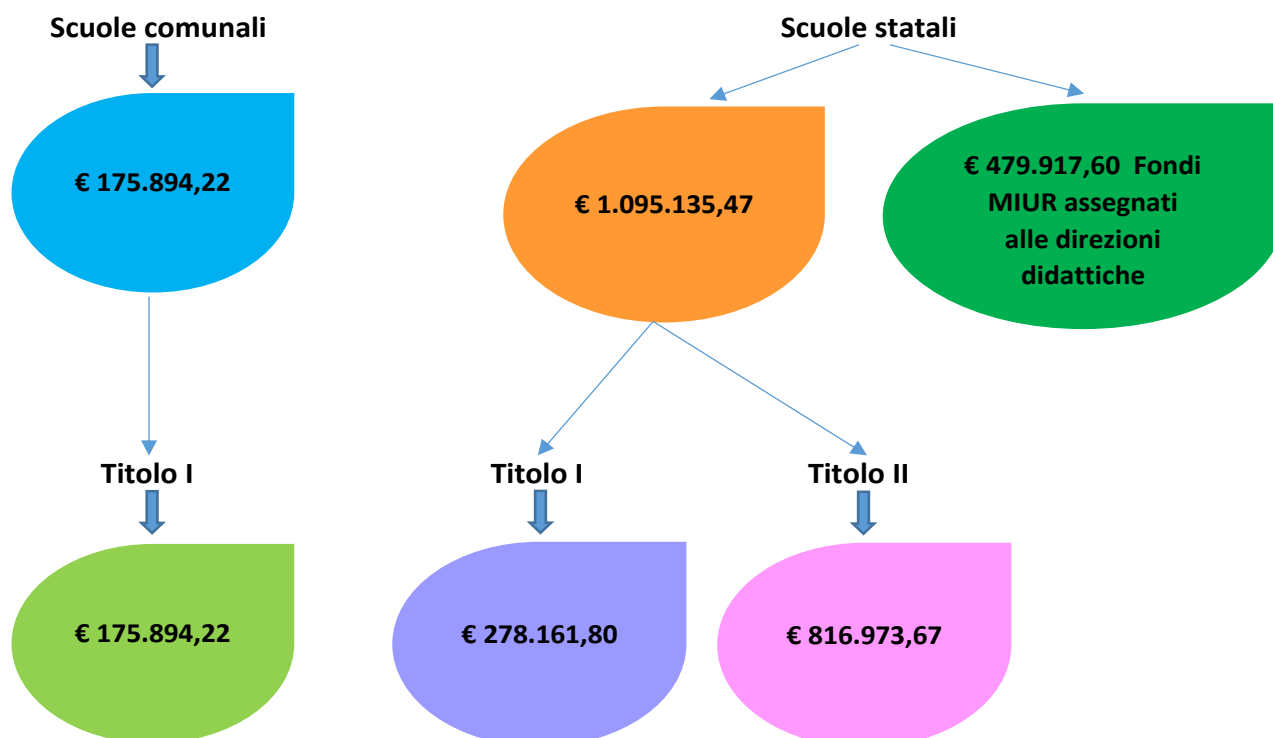 Scuole comunali
Scuole statali
€ 175.894,22
€ 1.095.135,47
€ 479.917,60 Fondi
MIUR assegnati
alle direzioni
didattiche
Titolo I
Titolo I
Titolo II
€ 175.894,22
€ 278.161,80
€ 816.973,67